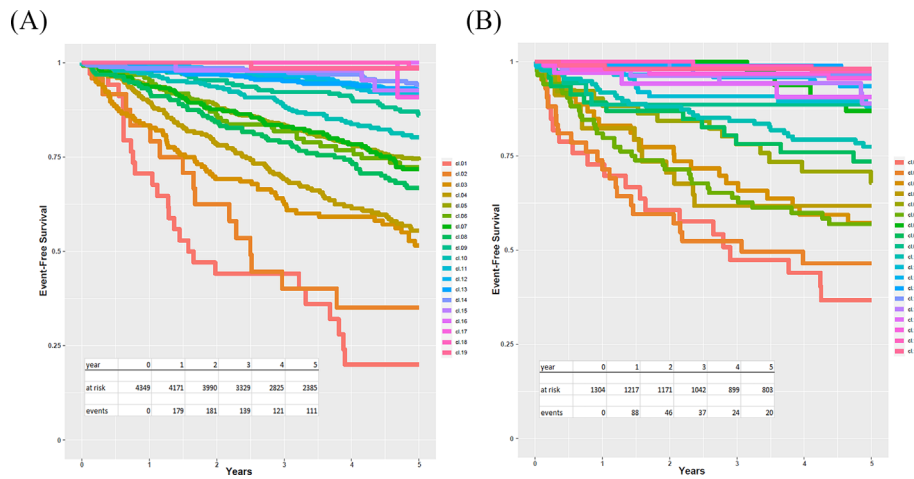 (A)
1
0.75
0.5
0.25
0
Event-Free Survival
0 1 2 3 4 5
Years
year 0 1 2 3 4 5
at risk 4349 4171 3990 3329 2825 2385
events 0 179 181 139 121 111
cl.01
cl.02
cl.03
cl.04
cl.05
cl.06
cl.07
cl.08
cl.09
cl.10
cl.11
cl.12
cl.13
cl.14
cl.15
cl.16
cl.17
cl.18
cl.19
(B)
1
0.75
0.5
0.25
0
Event-Free Survival
0 1 2 3 4 5
Years
year 0 1 2 3 4 5
at risk 1304 1217 1171 1042 899 803
events 0 88 46 37 24 20